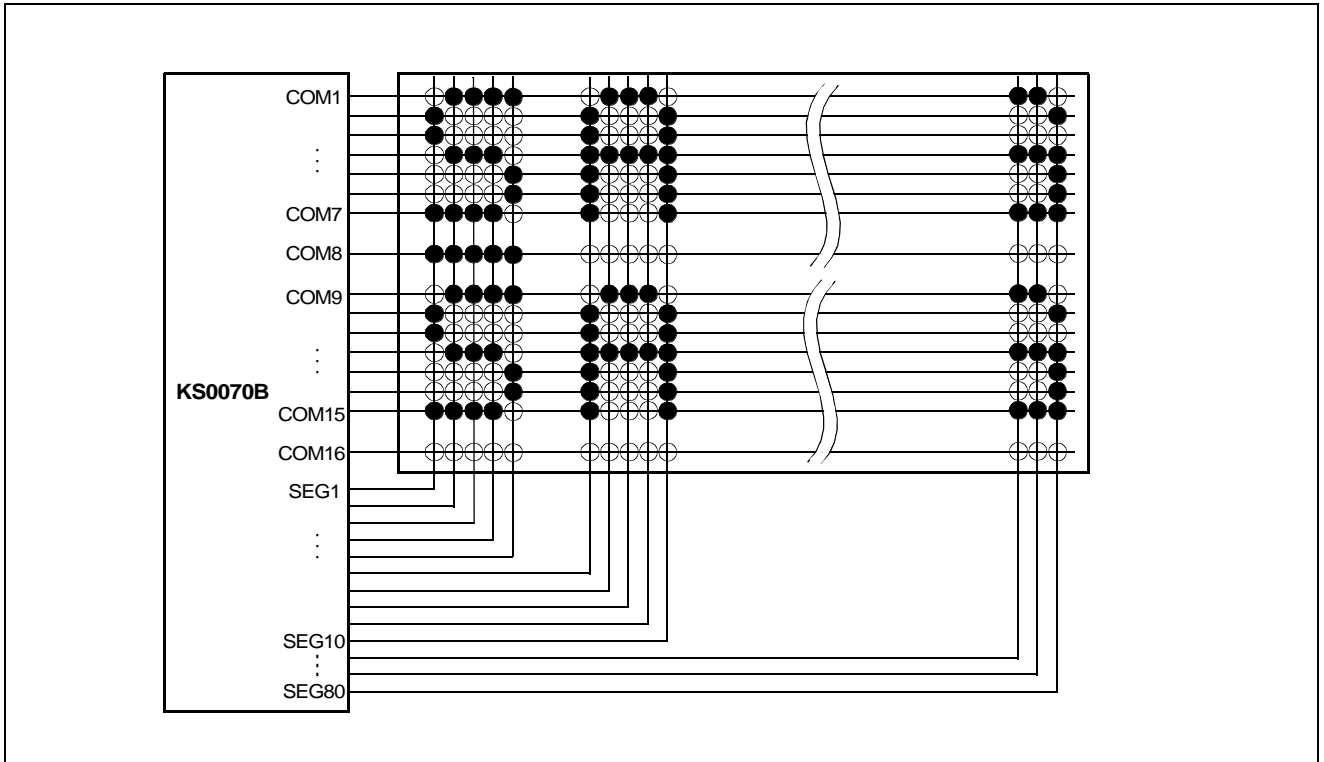 COM1
⋮
COM7
COM8
COM9
⋮
KS0070B
COM15
COM16
SEG1
⋮
SEG10
⋮
SEG80